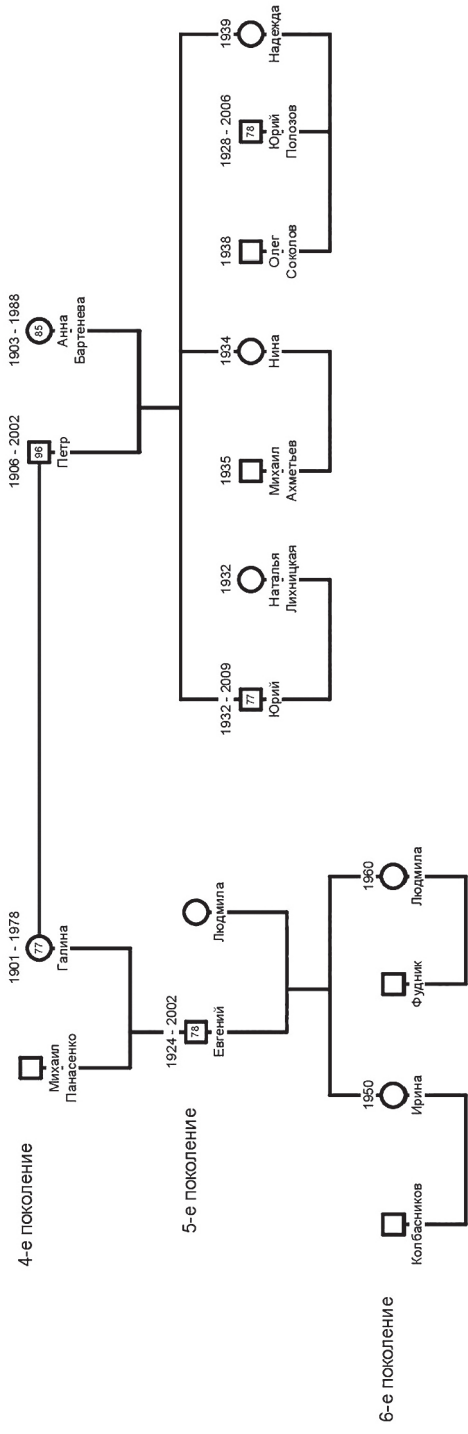 4-е поколение
Михаил
Панасенко
1901 - 1978
77
Галина
1906 - 2002
96
Петр
1903 - 1988
85
Анна
Бартенева
5-е поколение
1924 - 2002
78
Евгений
Людмила
1932 - 2009
77
Юрий
1932
Наталья
Лихницкая
1935
Михаил
Ахметьев
1934
Нина
1938
Олег
Соколов
1928 - 2006
78
Юрий
Полозов
1939
Надежда
6-е поколение
Колбасников
1950
Ирина
Фудник
1960
Людмила